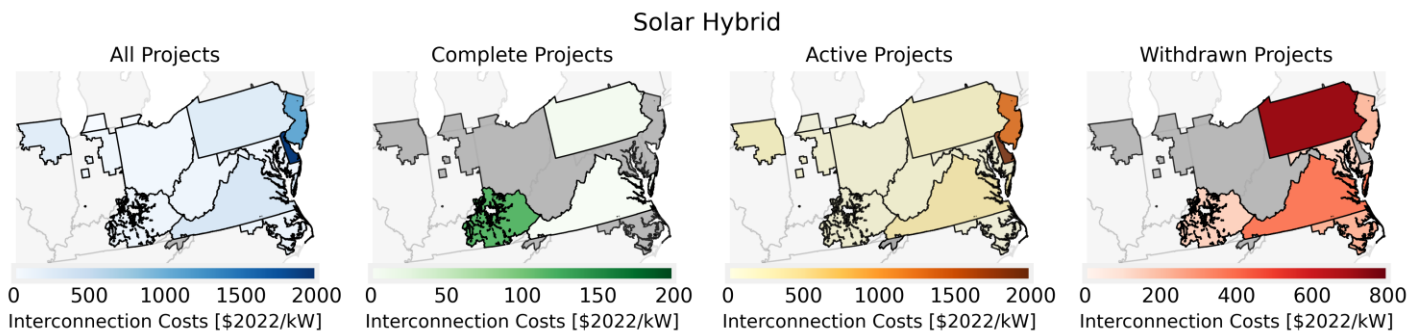 Solar Hybrid
All Projects
Complete Projects
Active Projects
Withdrawn Projects
0 500 1000 1500 2000
0 50 100 150 200
0 500 1000 1500 2000
0 200 400 600 800
Interconnection Costs [$2022/kW]
Interconnection Costs [$2022/kW]
Interconnection Costs [$2022/kW]
Interconnection Costs [$2022/kW]